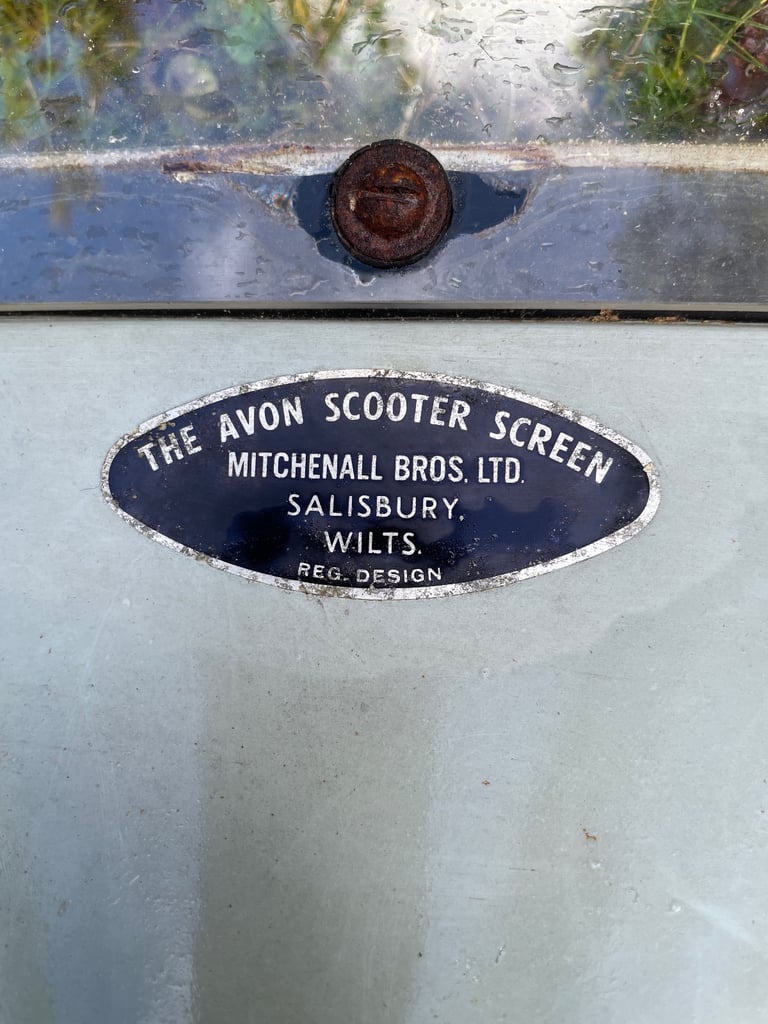 THE AVON SCOOTER SCREEN
MITCHENALL BROS. LTD.
SALISBURY,
WILTS.
REG. DESIGN